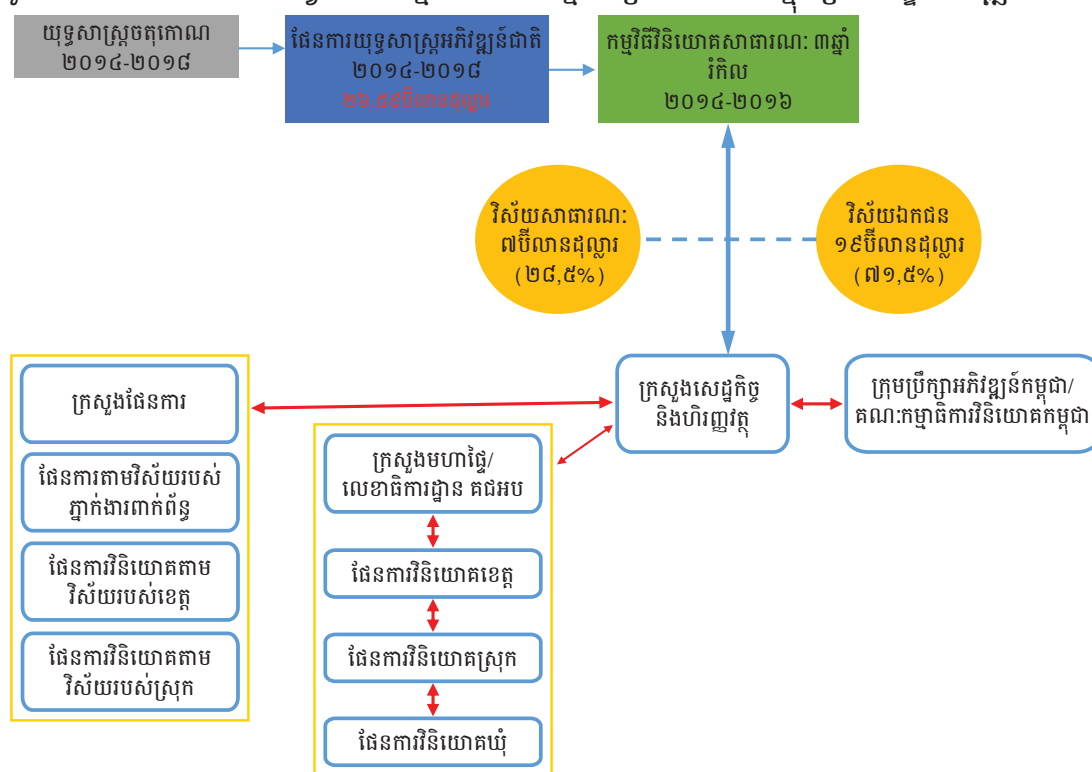 យុទ្ធសាស្ត្រចតុកោណ
២០១៤-២០១៨
ផែនការយុទ្ធសាស្ត្រអភិវឌ្ឍន៍ជាតិ
២០១៤-២០១៨
២៦.៥៩ប៊ីលានដុល្លារ
កម្មវិធីវិនិយោគសាធារណៈ ៣ឆ្នាំ
រំកិល
២០១៤-២០១៦
វិស័យសាធារណៈ
៧ប៊ីលានដុល្លារ
(២៨,៥%)
វិស័យឯកជន
១៩ប៊ីលានដុល្លារ
(៧១,៥%)
ក្រសួងផែនការ
ផែនការតាមវិស័យរបស់
ភ្នាក់ងារពាក់ព័ន្ធ
ផែនការវិនិយោគតាម
វិស័យរបស់ខេត្ត
ផែនការវិនិយោគតាម
វិស័យរបស់ស្រុក
ក្រសួងមហាផ្ទៃ/
លេខាធិការដ្ឋាន គជអប
ផែនការវិនិយោគខេត្ត
ផែនការវិនិយោគស្រុក
ផែនការវិនិយោគឃុំ
ក្រសួងសេដ្ឋកិច្ច
និងហិរញ្ញវត្ថុ
ក្រុមប្រឹក្សាអភិវឌ្ឍន៍កម្ពុជា/
គណៈកម្មាធិការវិនិយោគកម្ពុជា